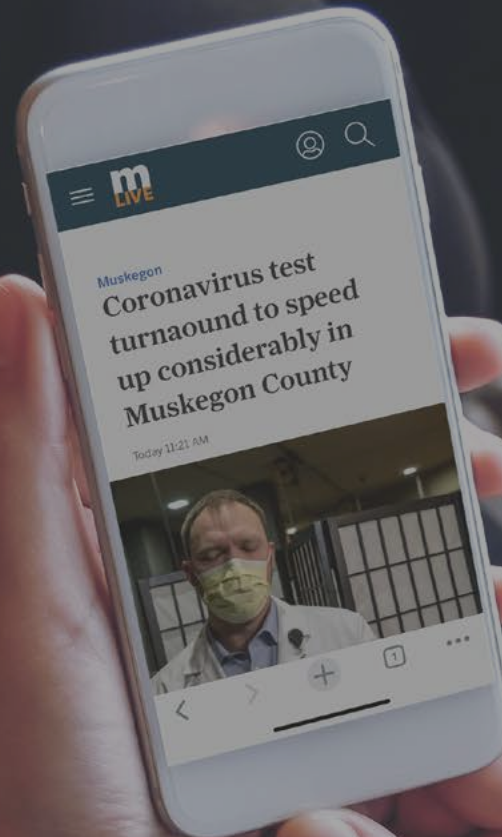 m
LIVE
Muskegon
Coronavirus test
turnaound to speed
up considerably in
Muskegon County
Today 11:21 AM
1